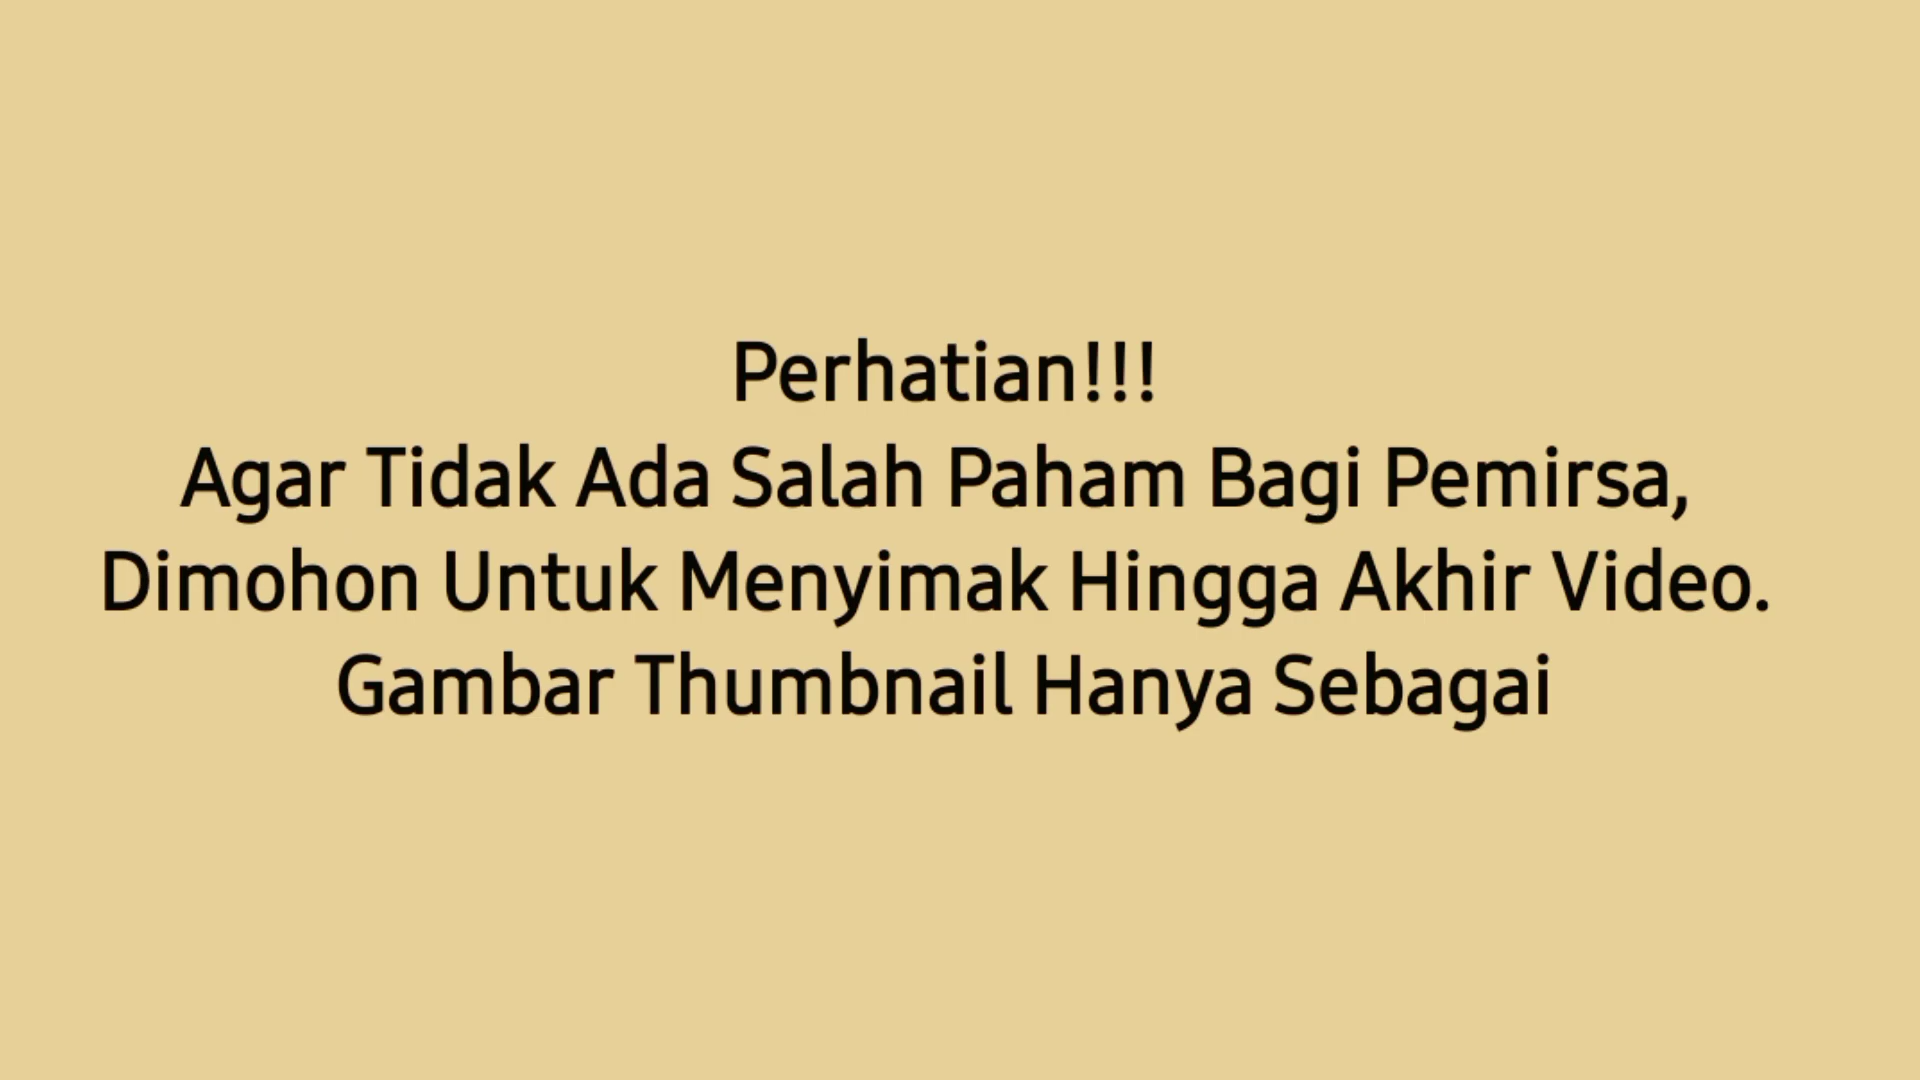 Perhatian!!!
Agar Tidak Ada Salah Paham Bagi Pemirsa,
Dimohon Untuk Menyimak Hingga Akhir Video.
Gambar Thumbnail Hanya Sebagai